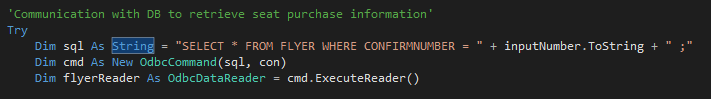 'Communication with DB to retrieve seat purchase information'
Try
Dim sql As String = "SELECT * FROM FLYER WHERE CONFIRMNUMBER = " + inputNumber.ToString + " ;"
Dim cmd As New OdbcCommand(sql, con)
Dim flyerReader As OdbcDataReader = cmd.ExecuteReader()